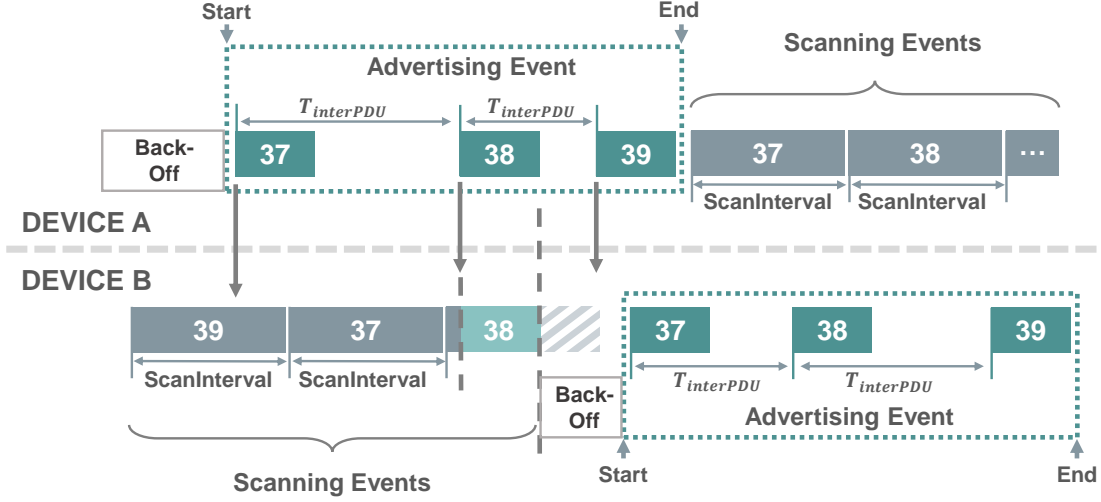 Start
End
Scanning Events
Advertising Event
T_interPDU
T_interPDU
Back-
Off
37
38
39
37
38
...
ScanInterval
ScanInterval
DEVICE A
DEVICE B
39
37
38
37
38
39
ScanInterval
ScanInterval
T_interPDU
T_interPDU
Back-
Off
Advertising Event
Scanning Events
Start
End